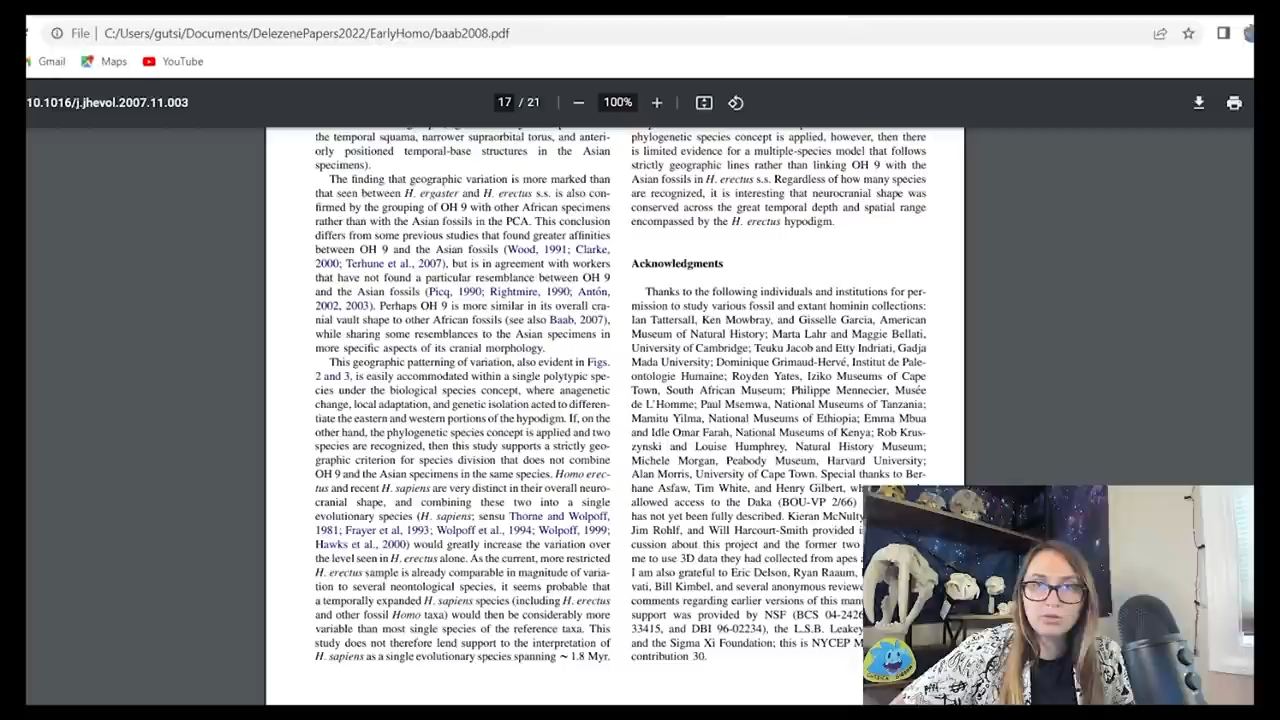 File | C:/Users/gutsi/Documents/DelezenePapers2022/EarlyHomo/baab2008.pdf
Gmail Maps YouTube
10.1016/j.jhevol.2007.11.003
17 / 21 — 100% +
the temporal squama, narrower supraorbital torus, and anteri-
orly positioned temporal-base structures in the Asian
specimens).
The finding that geographic variation is more marked than
that seen between H. ergaster and H. erectus s.s. is also con-
firmed by the grouping of OH 9 with other African specimens
rather than with the Asian fossils in the PCA. This conclusion
differs from some previous studies that found greater affinities
between OH 9 and the Asian fossils (Wood, 1991; Clarke,
2000; Terhune et al., 2007), but is in agreement with workers
that have not found a particular resemblance between OH 9
and the Asian fossils (Picq, 1990; Rightmire, 1990; Antón,
2002, 2003). Perhaps OH 9 is more similar in its overall cra-
nial vault shape to other African fossils (see also Baab, 2007),
while sharing some resemblances to the Asian specimens in
more specific aspects of its cranial morphology.
This geographic patterning of variation, also evident in Figs.
2 and 3, is easily accommodated within a single polytypic spe-
cies under the biological species concept, where anagenetic
change, local adaptation, and genetic isolation acted to differen-
tiate the eastern and western portions of the hypodigm. If, on the
other hand, the phylogenetic species concept is applied and two
species are recognized, then this study supports a strictly geo-
graphic criterion for species division that does not combine
OH 9 and the Asian specimens in the same species. Homo erec-
tus and recent H. sapiens are very distinct in their overall neuro-
cranial shape, and combining these two into a single
evolutionary species (H. sapiens; sensu Thorne and Wolpoff,
1981; Frayer et al, 1993; Wolpoff et al., 1994; Wolpoff, 1999;
Hawks et al., 2000) would greatly increase the variation over
the level seen in H. erectus alone. As the current, more restricted
H. erectus sample is already comparable in magnitude of varia-
tion to several neontological species, it seems probable that
a temporally expanded H. sapiens species (including H. erectus
and other fossil Homo taxa) would then be considerably more
variable than most single species of the reference taxa. This
study does not therefore lend support to the interpretation of
H. sapiens as a single evolutionary species spanning ~ 1.8 Myr.
phylogenetic species concept is applied, however, then there
is limited evidence for a multiple-species model that follows
strictly geographic lines rather than linking OH 9 with the
Asian fossils in H. erectus s.s. Regardless of how many species
are recognized, it is interesting that neurocranial shape was
conserved across the great temporal depth and spatial range
encompassed by the H. erectus hypodigm.
Acknowledgments
Thanks to the following individuals and institutions for per-
mission to study various fossil and extant hominin collections:
Ian Tattersall, Ken Mowbray, and Gisselle Garcia, American
Museum of Natural History; Marta Lahr and Maggie Bellati,
University of Cambridge; Teuku Jacob and Etty Indriati, Gadja
Mada University; Dominique Grimaud-Hervé, Institut de Pale-
ontologie Humaine; Royden Yates, Iziko Museums of Cape
Town, South African Museum; Philippe Mennecier, Musée
de L'Homme; Paul Msemwa, National Museums of Tanzania;
Mamitu Yilma, National Museums of Ethiopia; Emma Mbua
and Idle Omar Farah, National Museums of Kenya; Rob Krus-
zynski and Louise Humphrey, Natural History Museum;
Michele Morgan, Peabody Museum, Harvard University;
Alan Morris, University of Cape Town. Special thanks to Ber-
hane Asfaw, Tim White, and Henry Gilbert, wh
allowed access to the Daka (BOU-VP 2/66)
has not yet been fully described. Kieran McNulty
Jim Rohlf, and Will Harcourt-Smith provided i
cussion about this project and the former two
me to use 3D data they had collected from apes
I am also grateful to Eric Delson, Ryan Raaum,
vati, Bill Kimbel, and several anonymous reviewe
comments regarding earlier versions of this man
support was provided by NSF (BCS 04-2426
33415, and DBI 96-02234), the L.S.B. Leakey
and the Sigma Xi Foundation; this is NYCEP M
contribution 30.